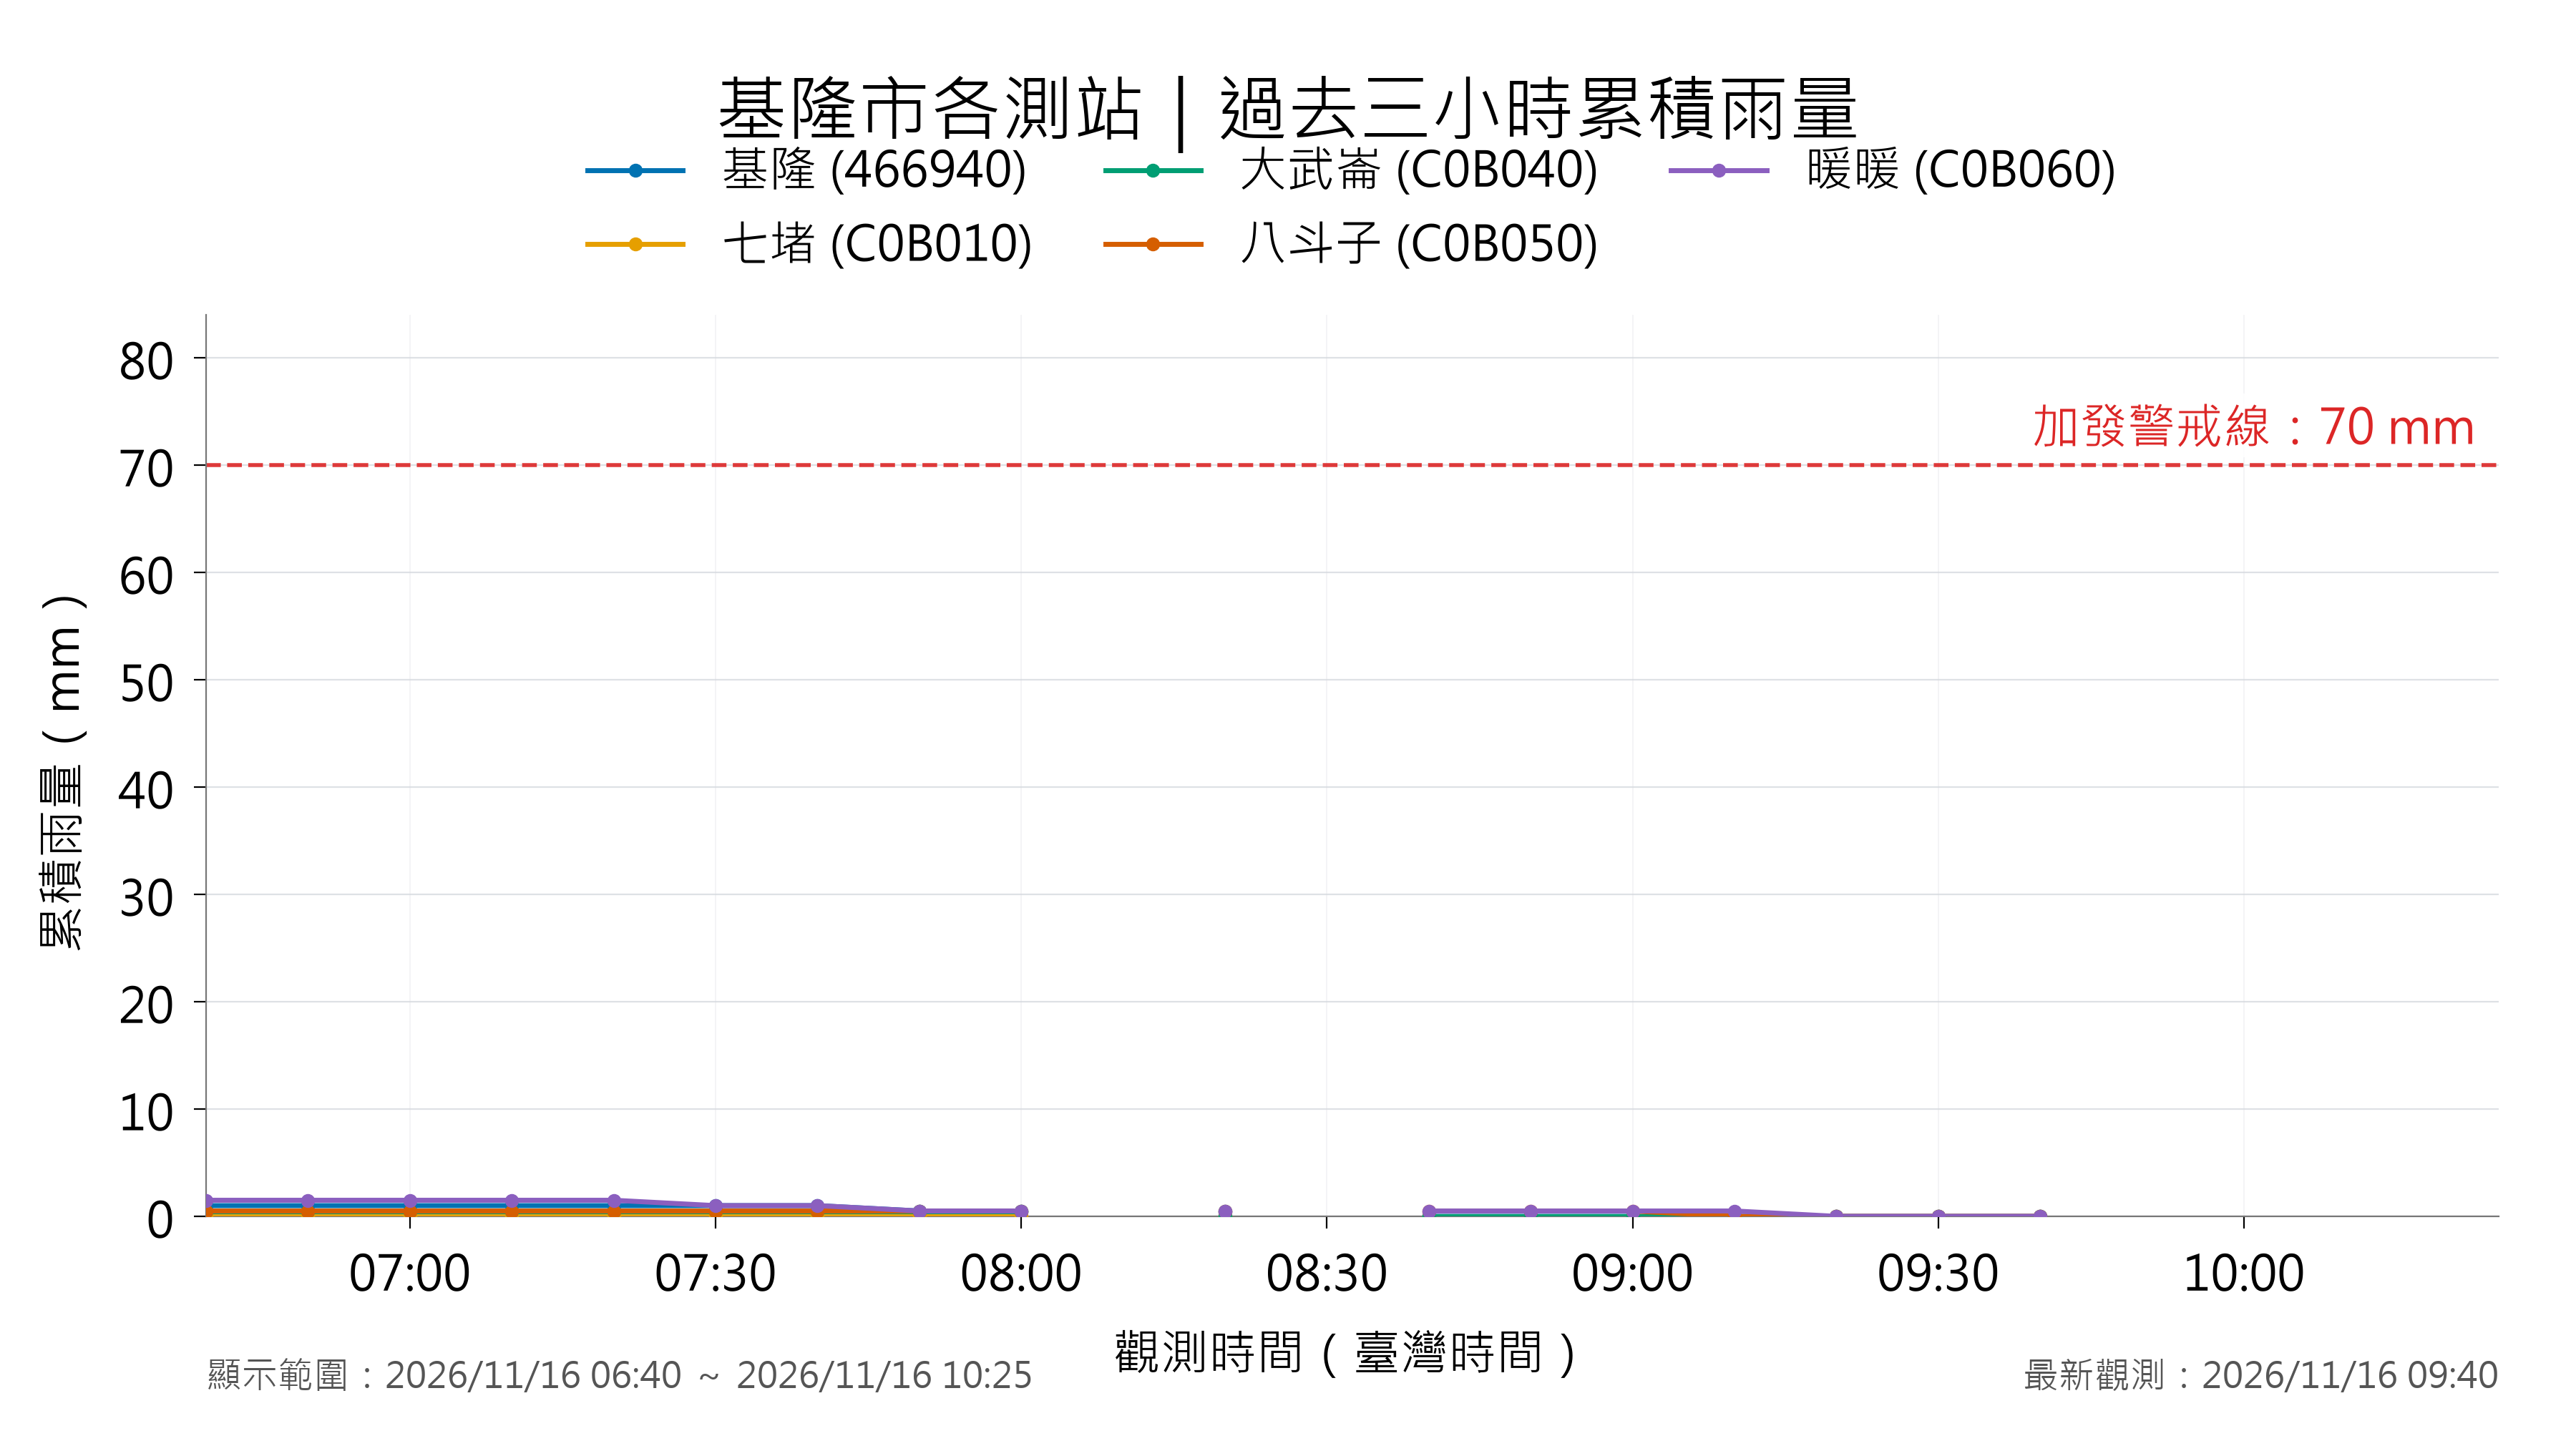 基隆市各測站｜過去三小時累積雨量
基隆 (466940)
大武崙 (C0B040)
暖暖 (C0B060)
七堵 (C0B010)
八斗子 (C0B050)
加發警戒線：70 mm
累積雨量（mm）
80
70
60
50
40
30
20
10
0
07:00
07:30
08:00
08:30
09:00
09:30
10:00
觀測時間（臺灣時間）
顯示範圍：2026/11/16 06:40 ~ 2026/11/16 10:25
最新觀測：2026/11/16 09:40